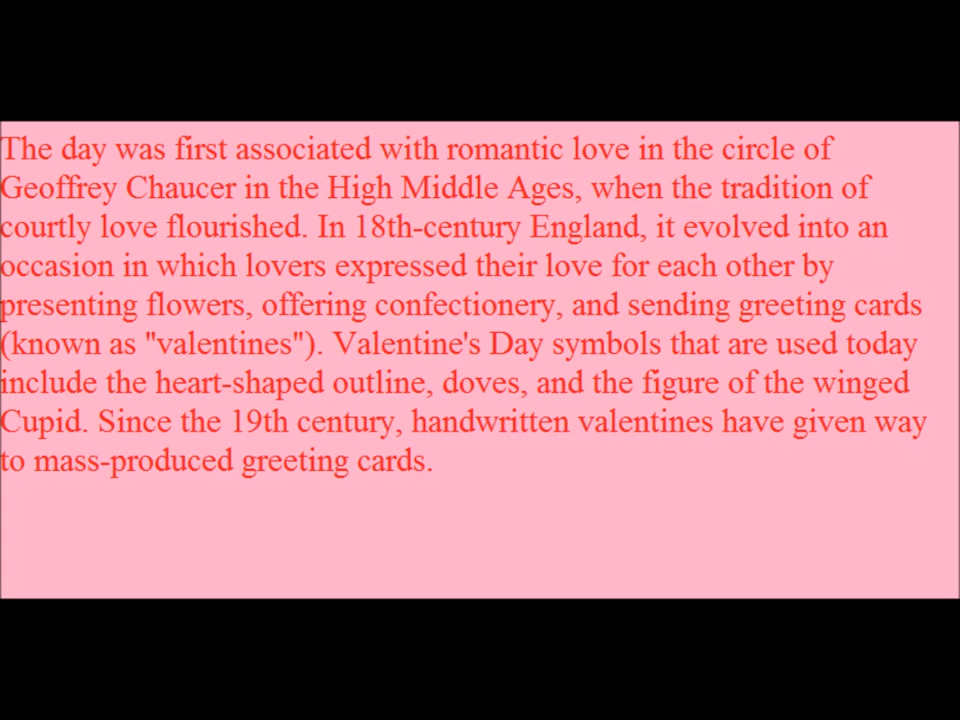 The day was first associated with romantic love in the circle of
Geoffrey Chaucer in the High Middle Ages, when the tradition of
courtly love flourished. In 18th-century England, it evolved into an
occasion in which lovers expressed their love for each other by
presenting flowers, offering confectionery, and sending greeting cards
(known as "valentines"). Valentine's Day symbols that are used today
include the heart-shaped outline, doves, and the figure of the winged
Cupid. Since the 19th century, handwritten valentines have given way
to mass-produced greeting cards.